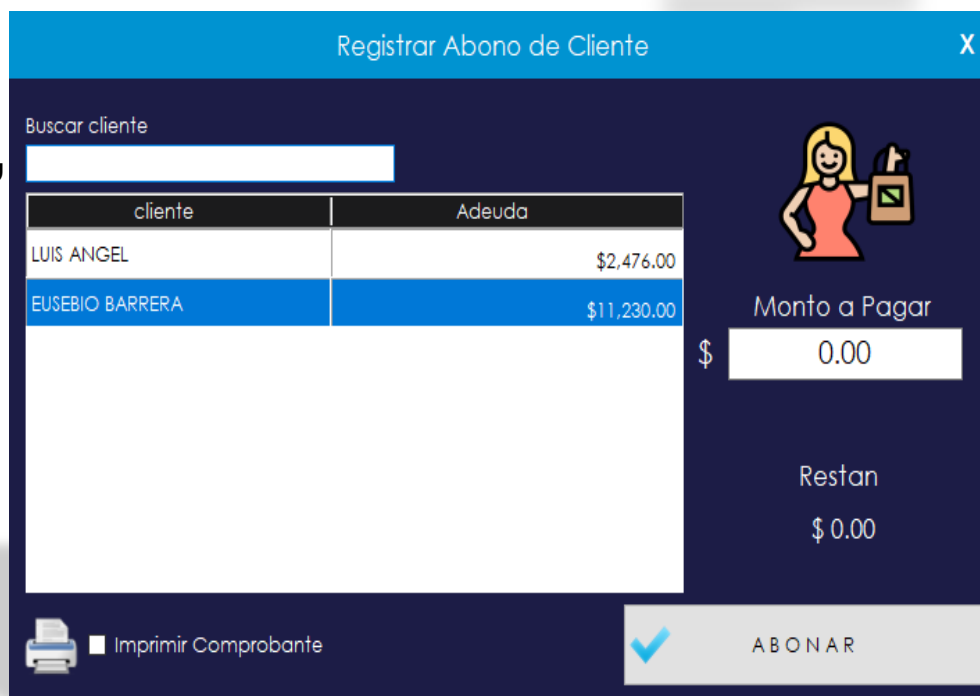 Registrar Abono de Cliente X
Buscar cliente
cliente Adeuda
LUIS ANGEL $2,476.00
EUSEBIO BARRERA $11,230.00
Monto a Pagar
$ 0.00
Restan
$ 0.00
Imprimir Comprobante
ABONAR